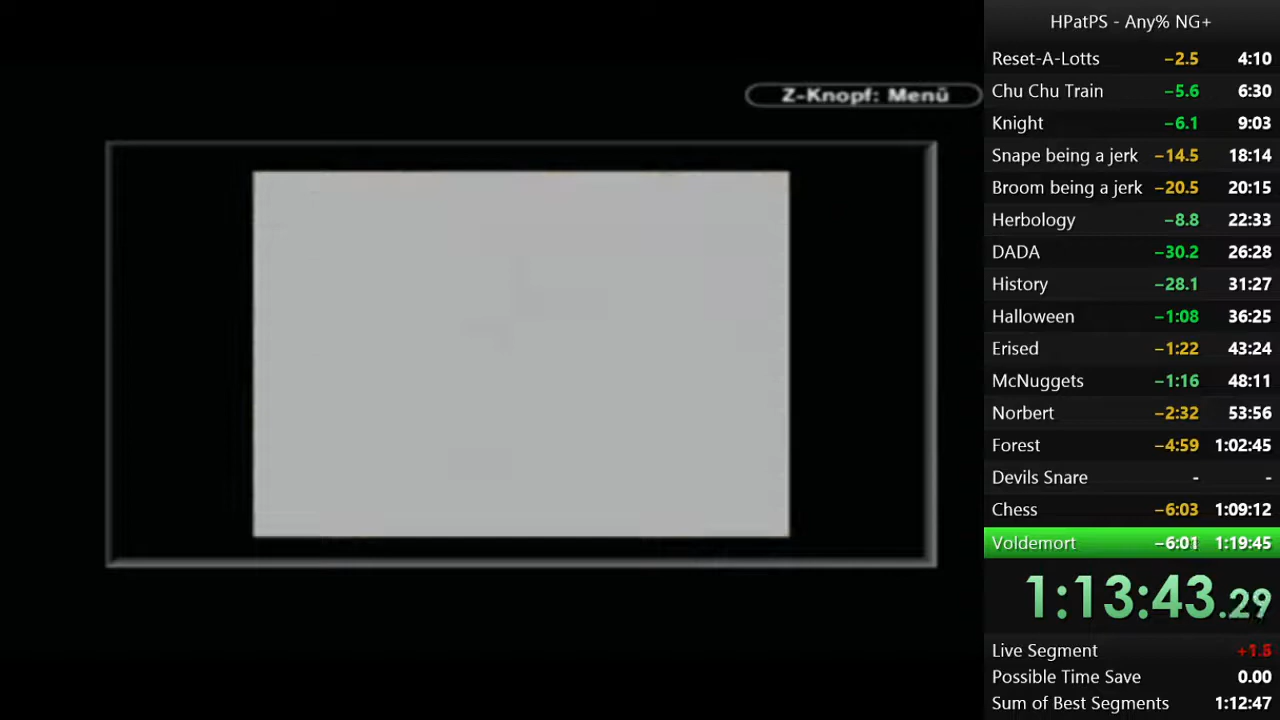 Z-Knopf: Menü
HPatPS - Any% NG+
Reset-A-Lotts −2.5 4:10
Chu Chu Train −5.6 6:30
Knight −6.1 9:03
Snape being a jerk −14.5 18:14
Broom being a jerk −20.5 20:15
Herbology −8.8 22:33
DADA −30.2 26:28
History −28.1 31:27
Halloween −1:08 36:25
Erised −1:22 43:24
McNuggets −1:16 48:11
Norbert −2:32 53:56
Forest −4:59 1:02:45
Devils Snare - -
Chess −6:03 1:09:12
Voldemort −6:01 1:19:45
1:13:43.29
Live Segment +1.5
Possible Time Save 0.00
Sum of Best Segments 1:12:47